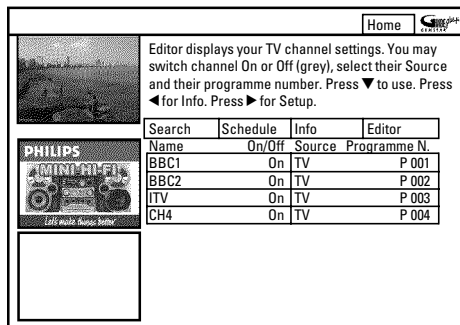 Home GUIDE Plus+
GEMSTAR
Editor displays your TV channel settings. You may
switch channel On or Off (grey), select their Source
and their programme number. Press ▼ to use. Press
◀ for Info. Press ▶ for Setup.
Search Schedule Info Editor
Name On/Off Source Programme N.
BBC1 On TV P 001
BBC2 On TV P 002
ITV On TV P 003
CH4 On TV P 004
PHILIPS
MINI-HI-FI
Let's make things better